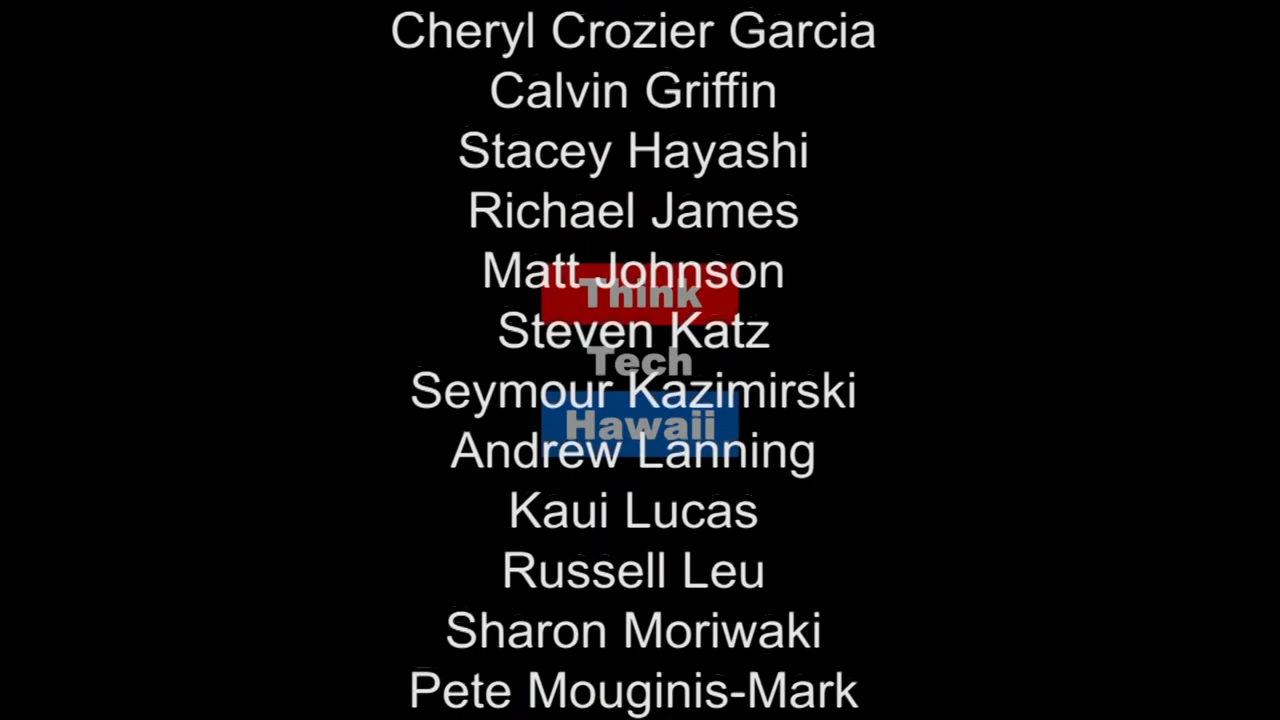 Cheryl Crozier Garcia
Calvin Griffin
Stacey Hayashi
Richael James
Matt Johnson
Think
Steven Katz
Tech
Seymour Kazimirski
Hawaii
Andrew Lanning
Kaui Lucas
Russell Leu
Sharon Moriwaki
Pete Mouginis-Mark